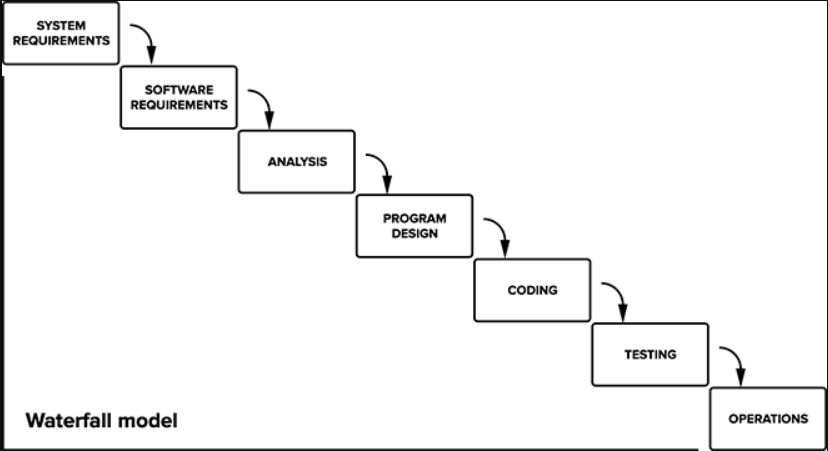 SYSTEM
REQUIREMENTS
SOFTWARE
REQUIREMENTS
ANALYSIS
PROGRAM
DESIGN
CODING
TESTING
OPERATIONS
Waterfall model